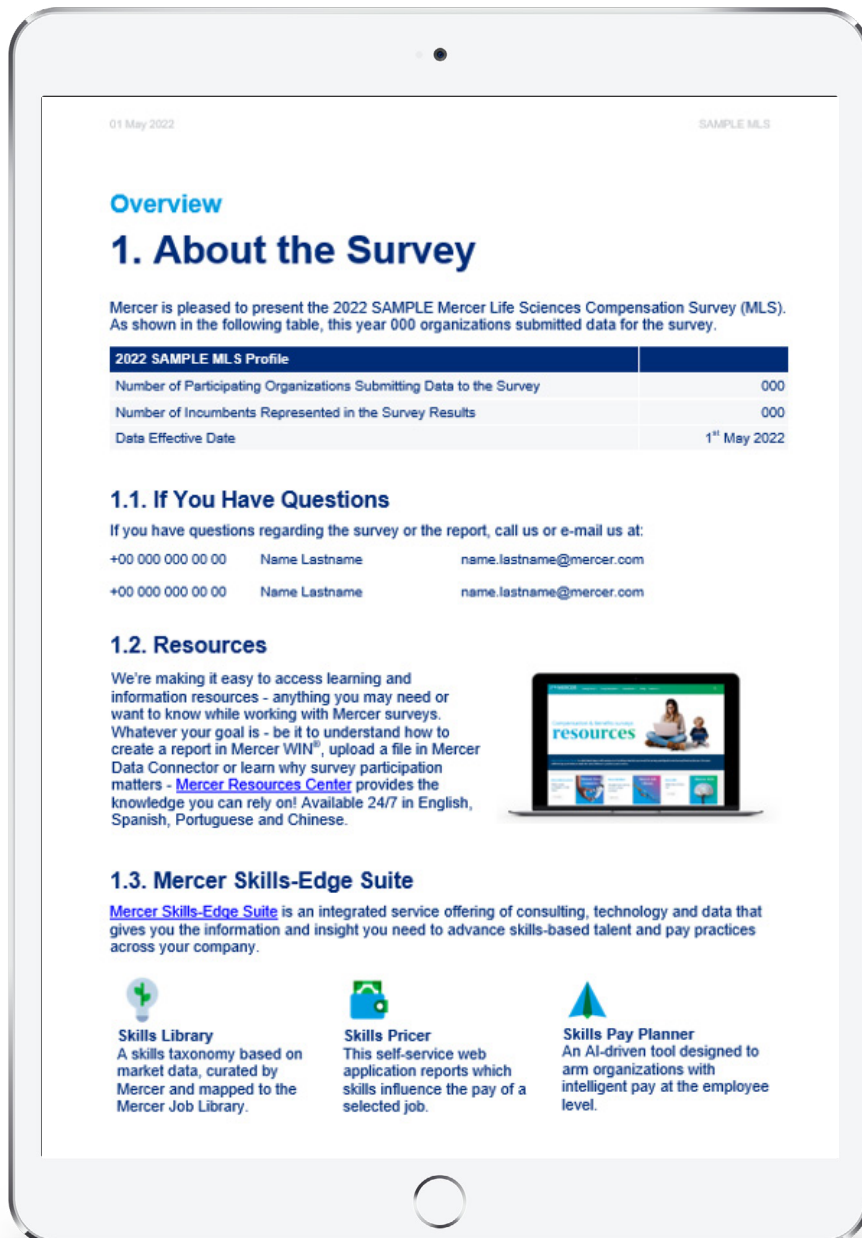 01 May 2022 SAMPLE MLS
Overview
1. About the Survey
Mercer is pleased to present the 2022 SAMPLE Mercer Life Sciences Compensation Survey (MLS).
As shown in the following table, this year 000 organizations submitted data for the survey.
2022 SAMPLE MLS Profile
Number of Participating Organizations Submitting Data to the Survey 000
Number of Incumbents Represented in the Survey Results 000
Data Effective Date 1st May 2022
1.1. If You Have Questions
If you have questions regarding the survey or the report, call us or e-mail us at:
+00 000 000 00 00 Name Lastname name.lastname@mercer.com
+00 000 000 00 00 Name Lastname name.lastname@mercer.com
1.2. Resources
We're making it easy to access learning and
information resources - anything you may need or
want to know while working with Mercer surveys.
Whatever your goal is - be it to understand how to
create a report in Mercer WIN®, upload a file in Mercer
Data Connector or learn why survey participation
matters - Mercer Resources Center provides the
knowledge you can rely on! Available 24/7 in English,
Spanish, Portuguese and Chinese.
Compensation & Benefits surveys
resources
1.3. Mercer Skills-Edge Suite
Mercer Skills-Edge Suite is an integrated service offering of consulting, technology and data that
gives you the information and insight you need to advance skills-based talent and pay practices
across your company.
Skills Library
A skills taxonomy based on
market data, curated by
Mercer and mapped to the
Mercer Job Library.
Skills Pricer
This self-service web
application reports which
skills influence the pay of a
selected job.
Skills Pay Planner
An AI-driven tool designed to
arm organizations with
intelligent pay at the employee
level.